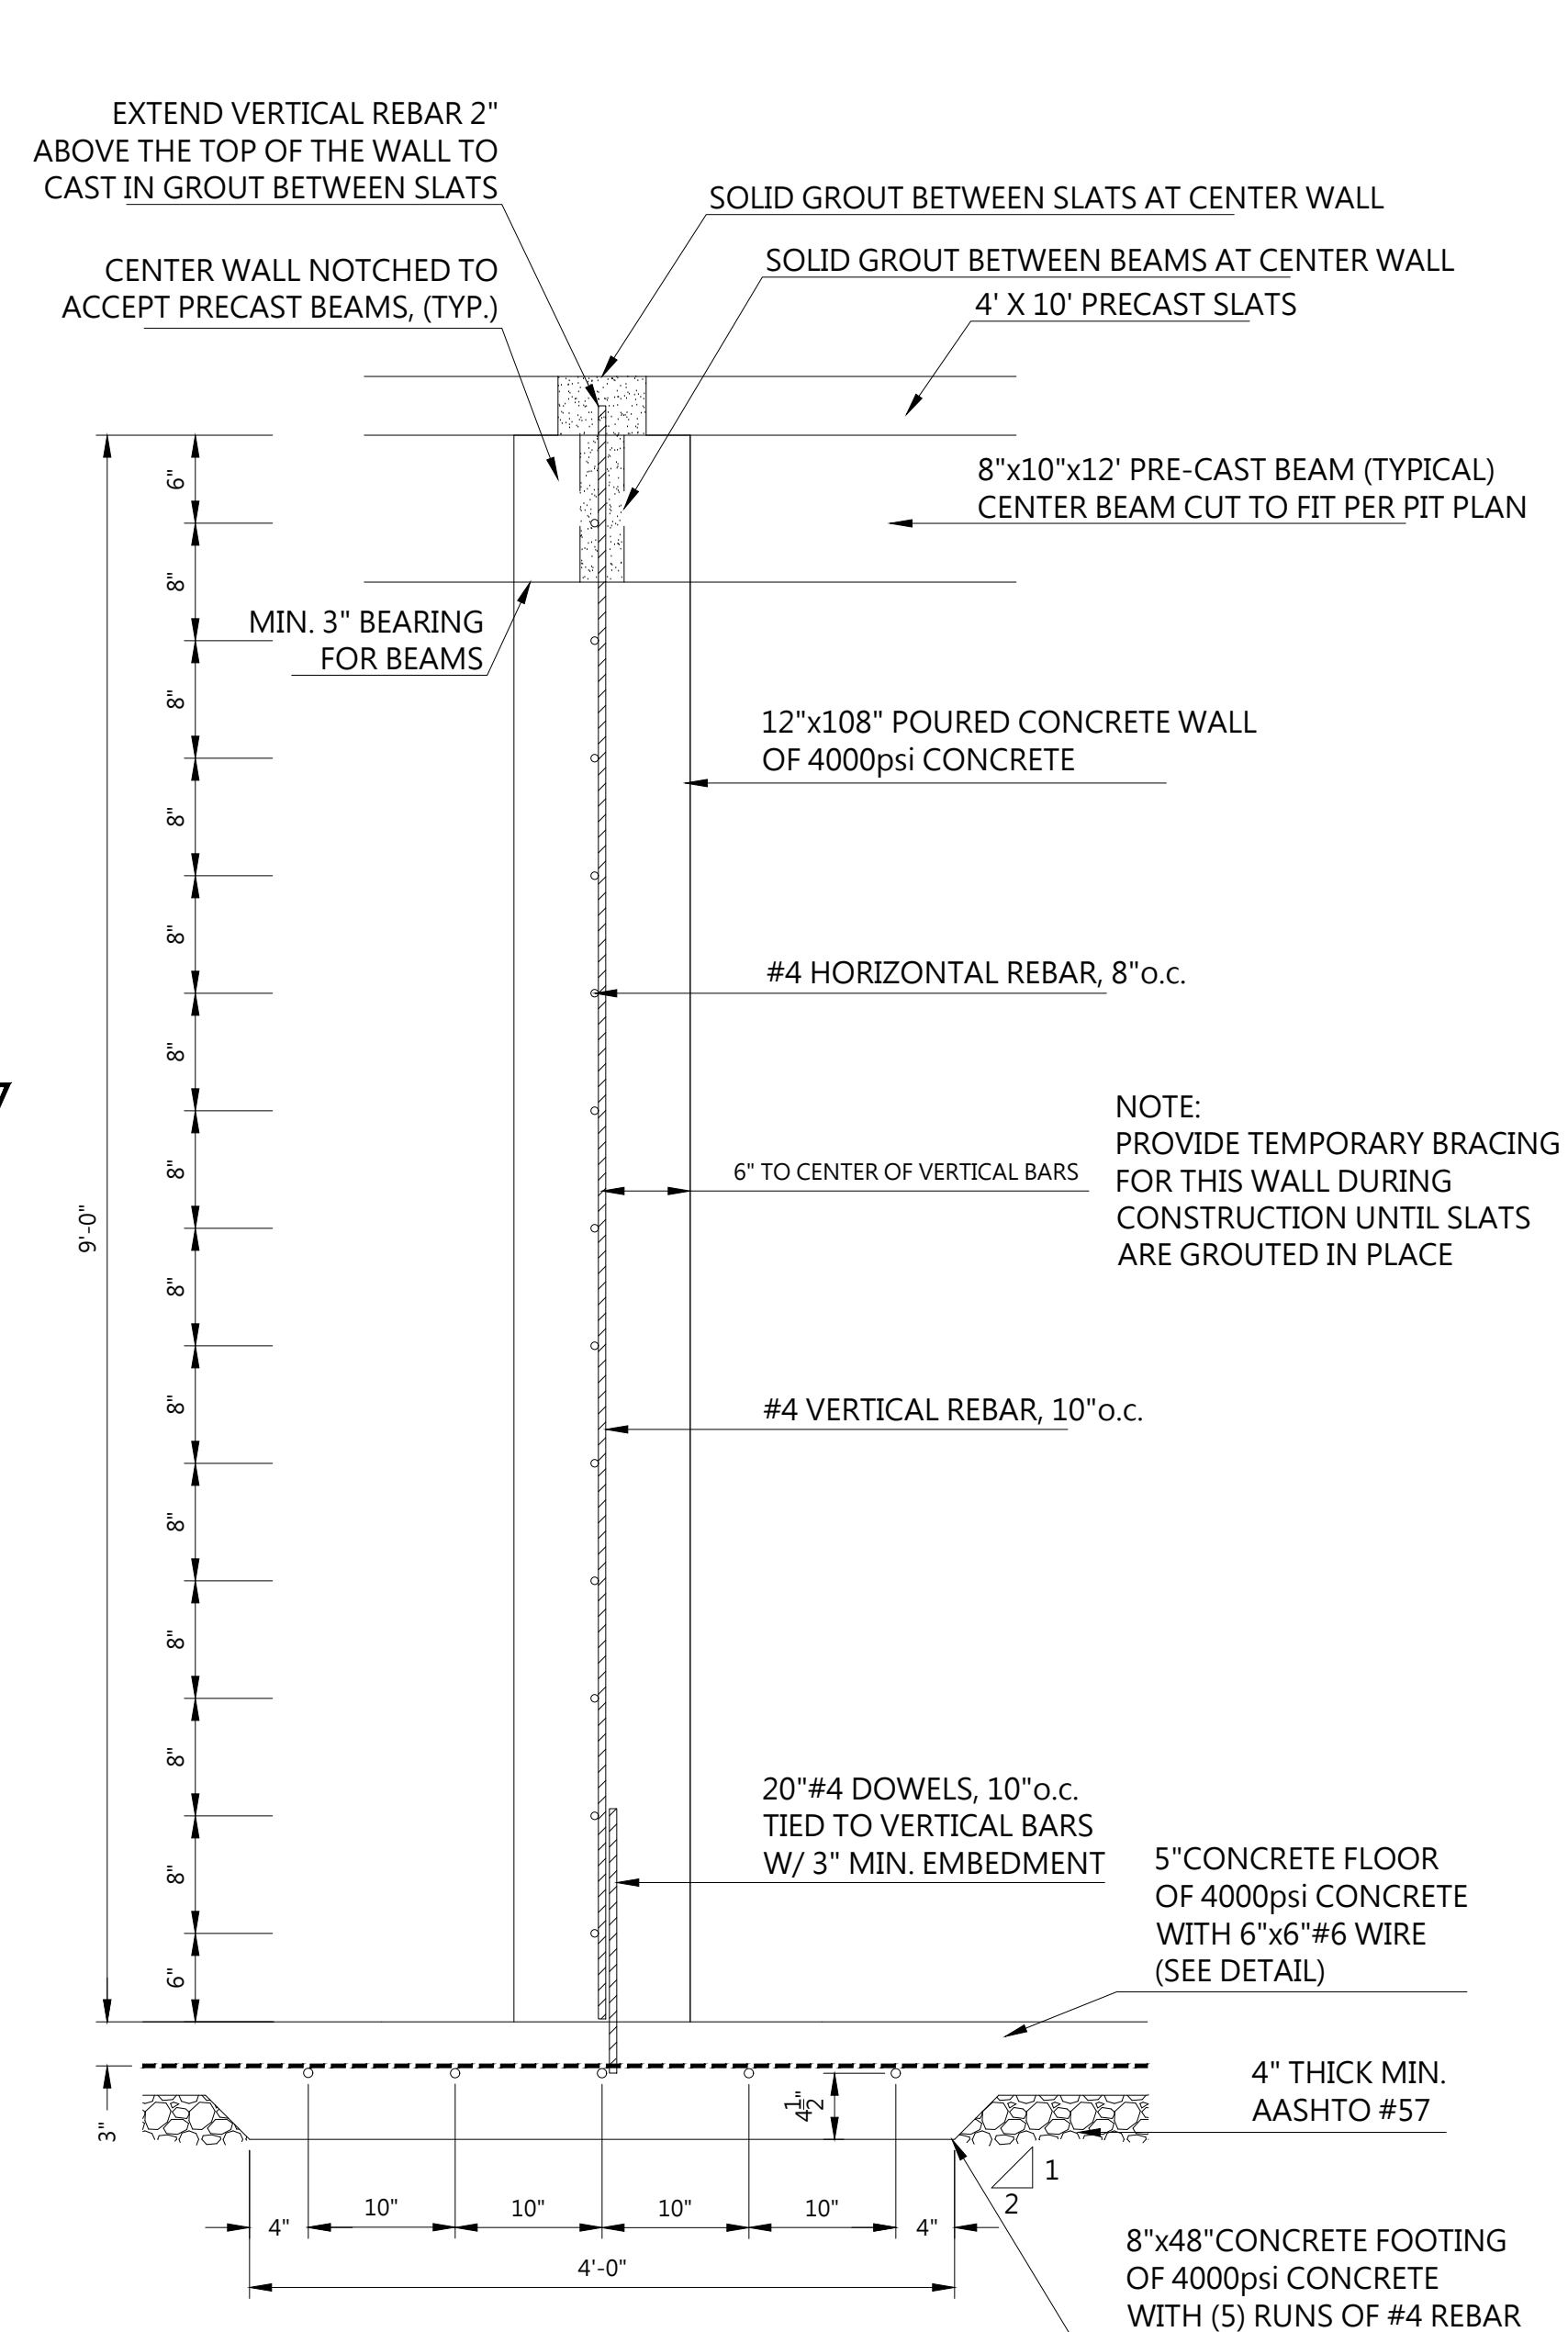 EXTEND VERTICAL REBAR 2"
ABOVE THE TOP OF THE WALL TO
CAST IN GROUT BETWEEN SLATS
SOLID GROUT BETWEEN SLATS AT CENTER WALL
CENTER WALL NOTCHED TO
ACCEPT PRECAST BEAMS, (TYP.)
SOLID GROUT BETWEEN BEAMS AT CENTER WALL
4' X 10' PRECAST SLATS
8"x10"x12' PRE-CAST BEAM (TYPICAL)
CENTER BEAM CUT TO FIT PER PIT PLAN
MIN. 3" BEARING
FOR BEAMS
12"x108" POURED CONCRETE WALL
OF 4000psi CONCRETE
#4 HORIZONTAL REBAR, 8"o.c.
NOTE:
PROVIDE TEMPORARY BRACING
FOR THIS WALL DURING
CONSTRUCTION UNTIL SLATS
ARE GROUTED IN PLACE
6" TO CENTER OF VERTICAL BARS
#4 VERTICAL REBAR, 10"o.c.
20"#4 DOWELS, 10"o.c.
TIED TO VERTICAL BARS
W/ 3" MIN. EMBEDMENT
5"CONCRETE FLOOR
OF 4000psi CONCRETE
WITH 6"x6"#6 WIRE
(SEE DETAIL)
4" THICK MIN.
AASHTO #57
8"x48"CONCRETE FOOTING
OF 4000psi CONCRETE
WITH (5) RUNS OF #4 REBAR
6"
8"
8"
8"
8"
8"
8"
8"
8"
8"
8"
8"
8"
6"
9'-0"
3"
4 1/2"
1
2
4"
10"
10"
10"
10"
4"
4'-0"